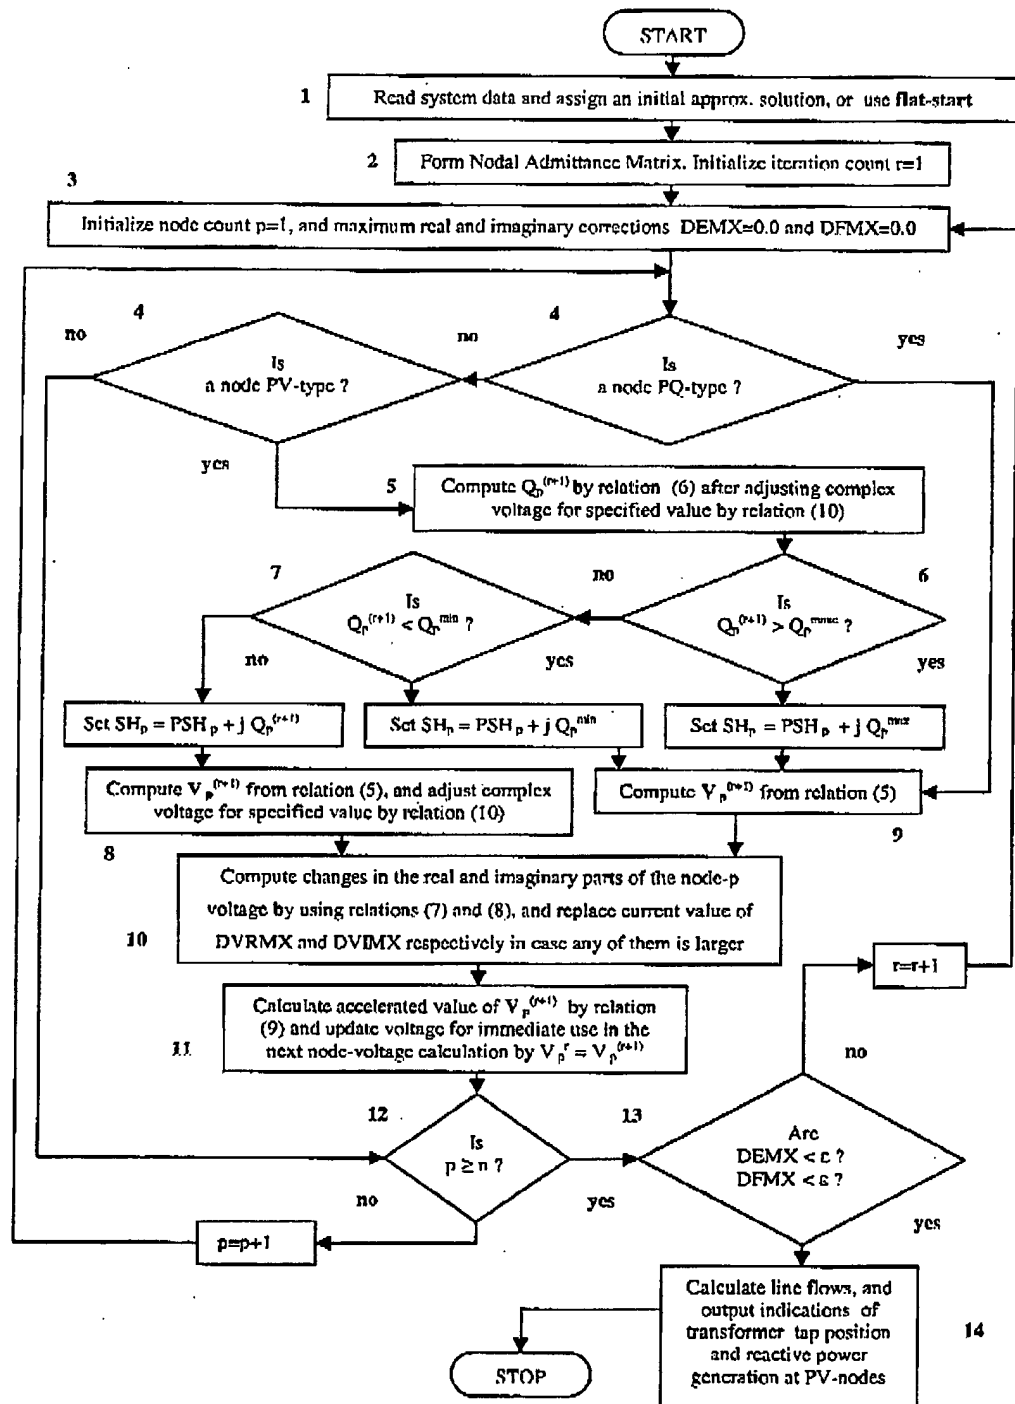 START
1
Read system data and assign an initial approx. solution, or use flat-start
2
Form Nodal Admittance Matrix. Initialize iteration count r=1
3
Initialize node count p=1, and maximum real and imaginary corrections DEMX=0.0 and DFMX=0.0
4
4
no
no
yes
Is
a node PV-type ?
Is
a node PQ-type ?
yes
5
Compute Qp^(r+1) by relation (6) after adjusting complex
voltage for specified value by relation (10)
7
no
6
Is
Qp^(r+1) < Qp^min ?
Is
Qp^(r+1) > Qp^max ?
no
yes
yes
Set SHp = PSHp + j Qp^(r+1)
Set SHp = PSHp + j Qp^min
Set SHp = PSHp + j Qp^max
Compute Vp^(r+1) from relation (5), and adjust complex
voltage for specified value by relation (10)
Compute Vp^(r+1) from relation (5)
8
9
Compute changes in the real and imaginary parts of the node-p
voltage by using relations (7) and (8), and replace current value of
DVRMX and DVIMX respectively in case any of them is larger
10
r=r+1
Calculate accelerated value of Vp^(r+1) by relation
(9) and update voltage for immediate use in the
next node-voltage calculation by Vp^r = Vp^(r+1)
11
no
12
13
Is
p ≥ n ?
Are
DEMX < ε ?
DFMX < ε ?
no
yes
yes
p=p+1
Calculate line flows, and
output indications of
transformer tap position
and reactive power
generation at PV-nodes
14
STOP